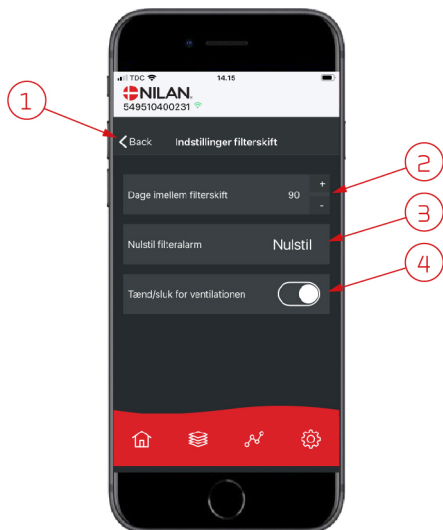 TDC 14.15
NILAN
549510400231
Back Indstillinger filterskift
Dage imellem filterskift 90 + -
Nulstil filteralarm Nulstil
Tænd/sluk for ventilationen
1
2
3
4